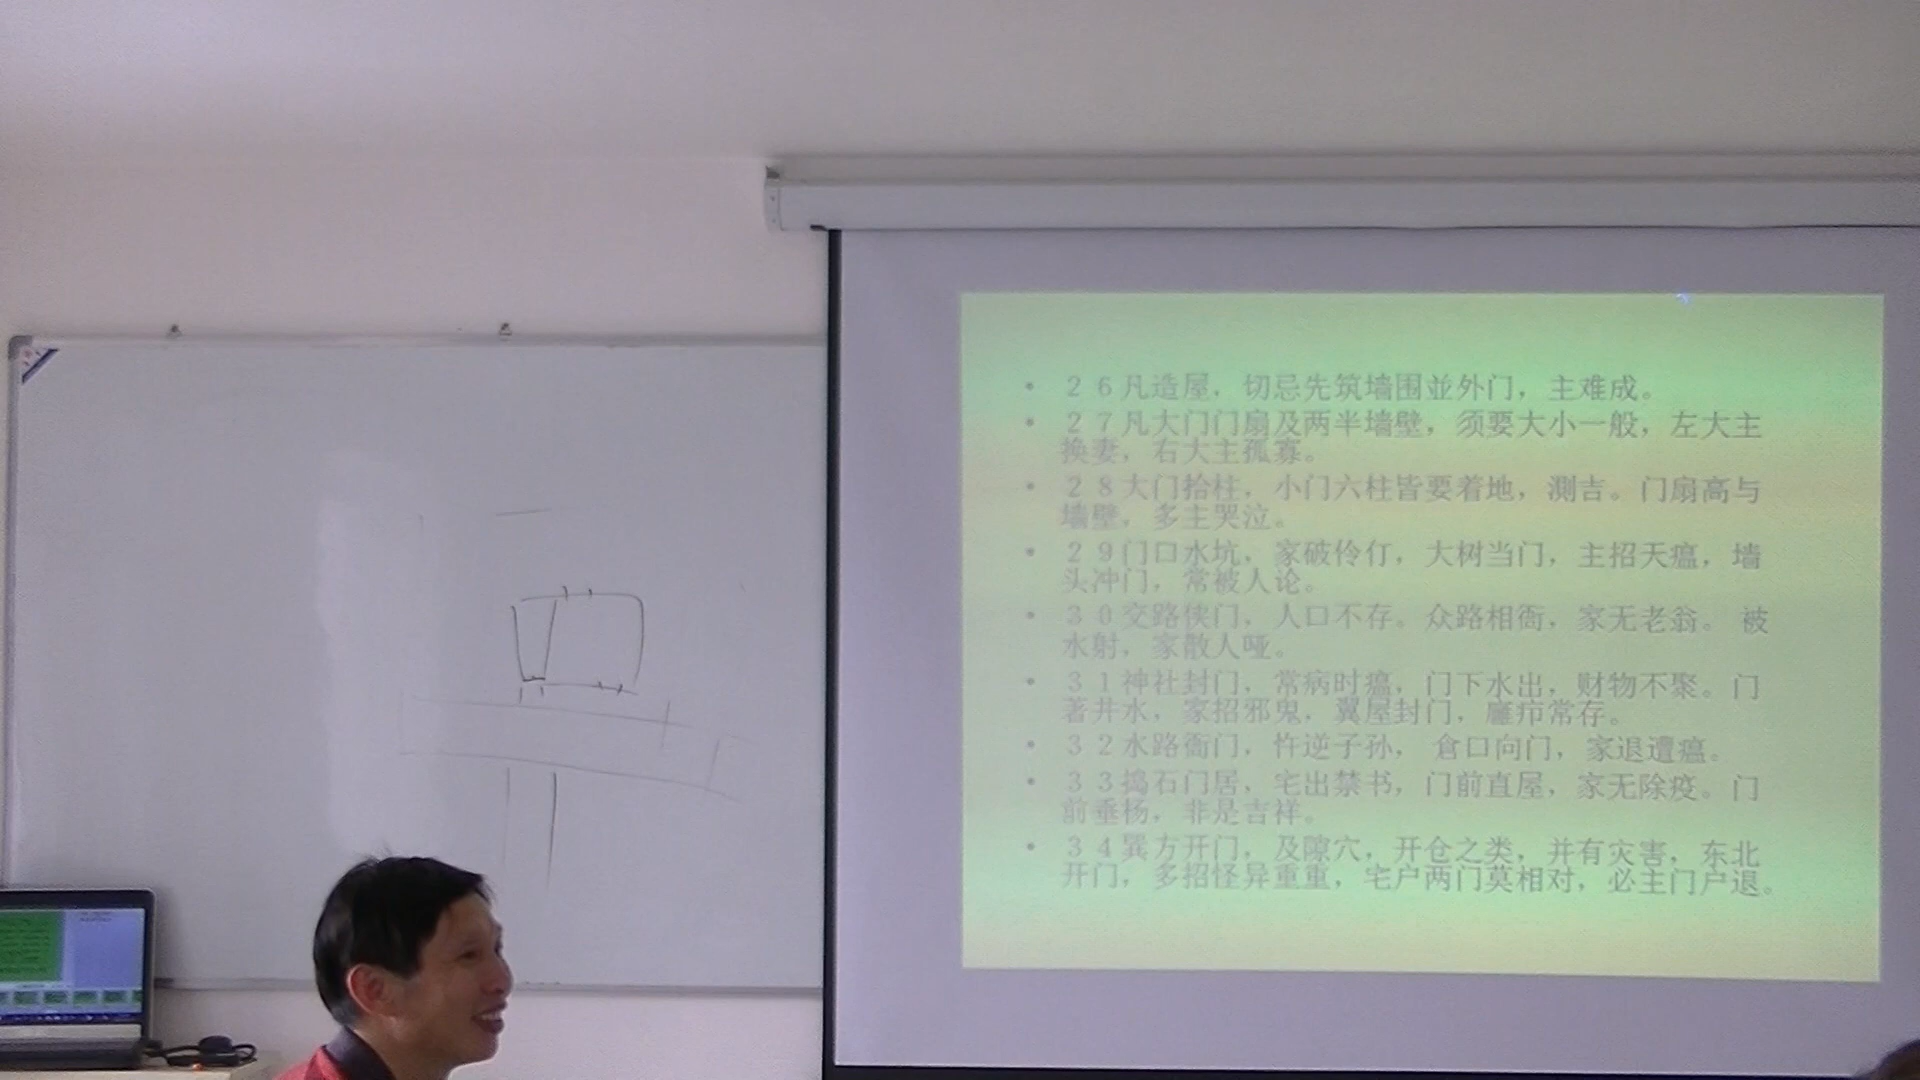 • 26凡造屋，切忌先筑墙围並外门，主难成。
• 27凡大门门扇及两半墙壁，须要大小一般，左大主
换妻，右大主孤寡。
• 28大门拾柱，小门六柱皆要着地，测吉。门扇高与
墙壁，多主哭泣。
• 29门口水坑，家破伶仃，大树当门，主招天瘟，墙
头冲门，常被人论。
• 30交路侠门，人口不存。众路相衙，家无老翁。 被
水射，家散人哑。
• 31神社封门，常病时瘟，门下水出，财物不聚。门
著井水，家招邪鬼，翼屋封门，廱疖常存。
• 32水路衙门，忤逆子孙， 倉口向门，家退遭瘟。
• 33捣石门居，宅出禁书，门前直屋，家无除疫。门
前垂杨，非是吉祥。
• 34巽方开门，及隙穴，开仓之类，并有灾害，东北
开门，多招怪异重重，宅户两门莫相对，必主门户退。